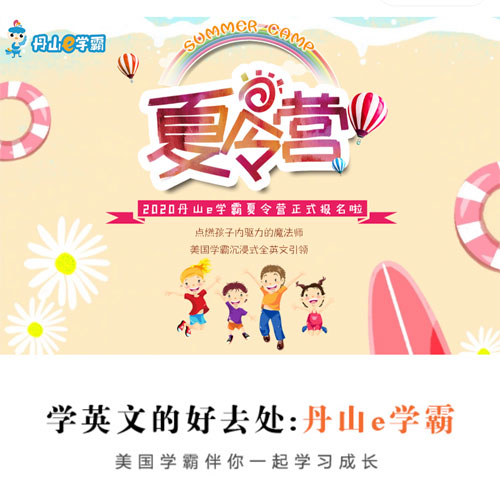 丹山e学霸
SUMMER CAMP
夏令营
2020丹山e学霸夏令营正式报名啦
点燃孩子内驱力的魔法师
美国学霸沉浸式全英文引领
学英文的好去处:丹山e学霸
美国学霸伴你一起学习成长